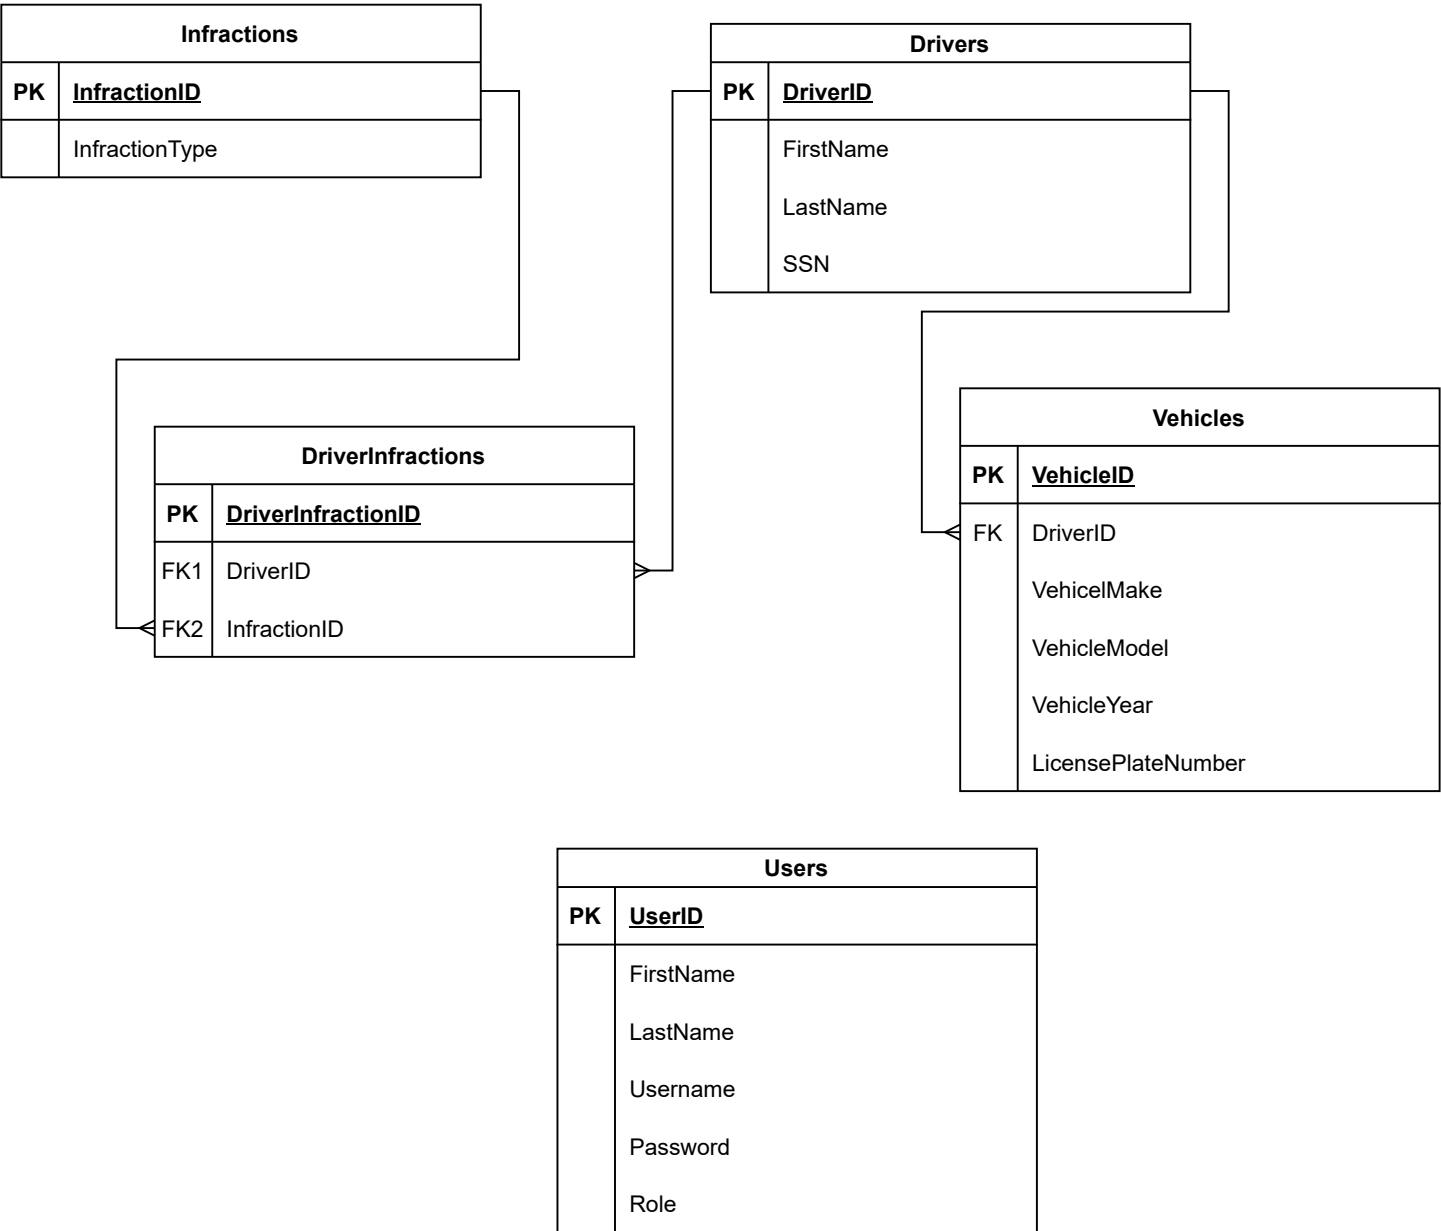 Infractions
PK InfractionID
InfractionType
Drivers
PK DriverID
FirstName
LastName
SSN
DriverInfractions
PK DriverInfractionID
FK1 DriverID
FK2 InfractionID
Vehicles
PK VehicleID
FK DriverID
VehicelMake
VehicleModel
VehicleYear
LicensePlateNumber
Users
PK UserID
FirstName
LastName
Username
Password
Role